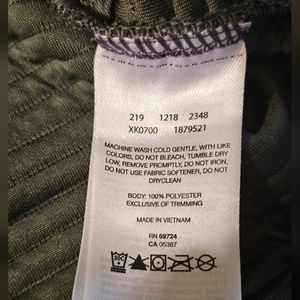 219 1218 2348
XK0700 1879521
MACHINE WASH COLD GENTLE, WITH LIKE
COLORS, DO NOT BLEACH, TUMBLE DRY
LOW, REMOVE PROMPTLY, DO NOT IRON,
DO NOT USE FABRIC SOFTENER, DO NOT
DRYCLEAN
BODY: 100% POLYESTER
EXCLUSIVE OF TRIMMING
MADE IN VIETNAM
RN 69724
CA 05367